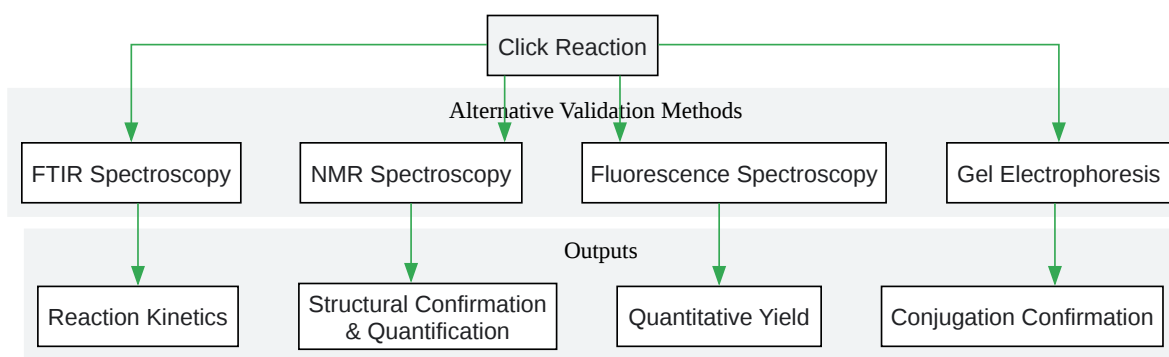 Click Reaction
Alternative Validation Methods
FTIR Spectroscopy
NMR Spectroscopy
Fluorescence Spectroscopy
Gel Electrophoresis
Outputs
Reaction Kinetics
Structural Confirmation
& Quantification
Quantitative Yield
Conjugation Confirmation